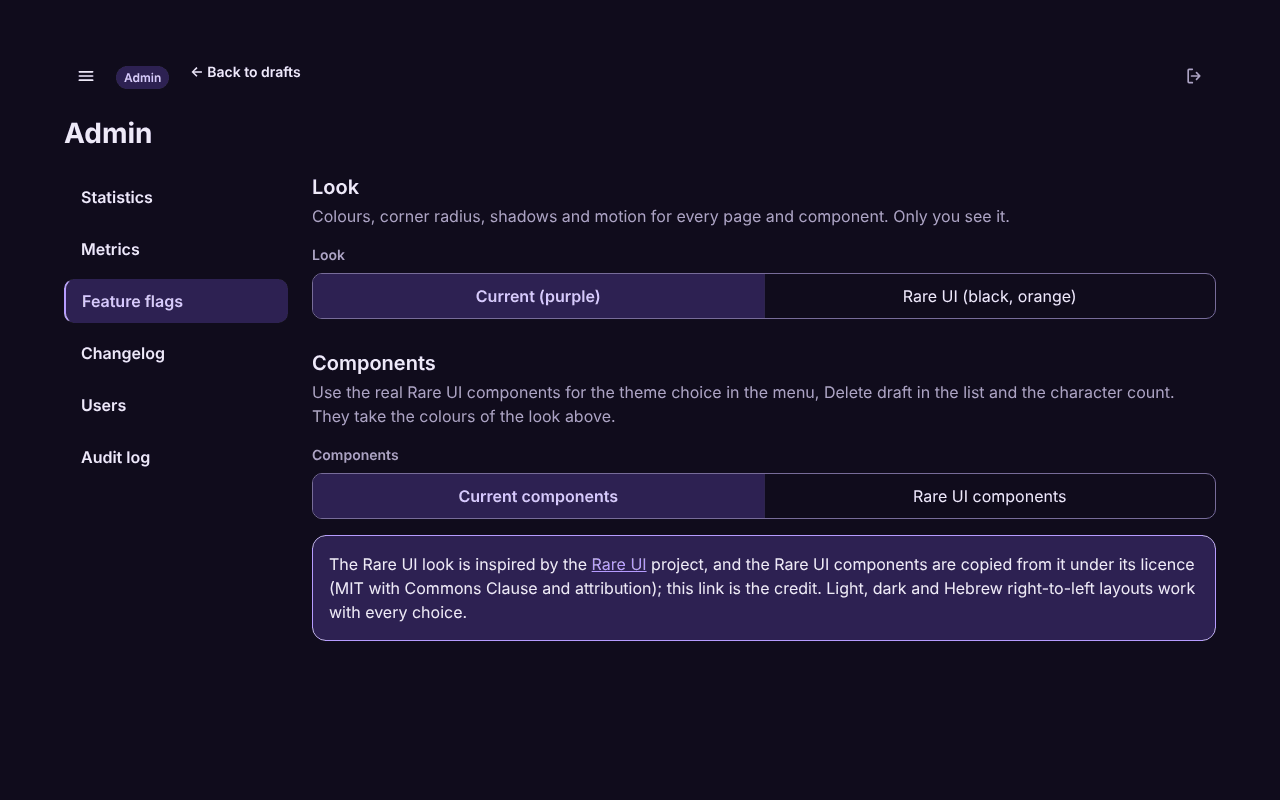 Admin
← Back to drafts
Admin
Statistics
Metrics
Feature flags
Changelog
Users
Audit log
Look
Colours, corner radius, shadows and motion for every page and component. Only you see it.
Look
Current (purple)
Rare UI (black, orange)
Components
Use the real Rare UI components for the theme choice in the menu, Delete draft in the list and the character count.
They take the colours of the look above.
Components
Current components
Rare UI components
The Rare UI look is inspired by the Rare UI project, and the Rare UI components are copied from it under its licence
(MIT with Commons Clause and attribution); this link is the credit. Light, dark and Hebrew right-to-left layouts work
with every choice.